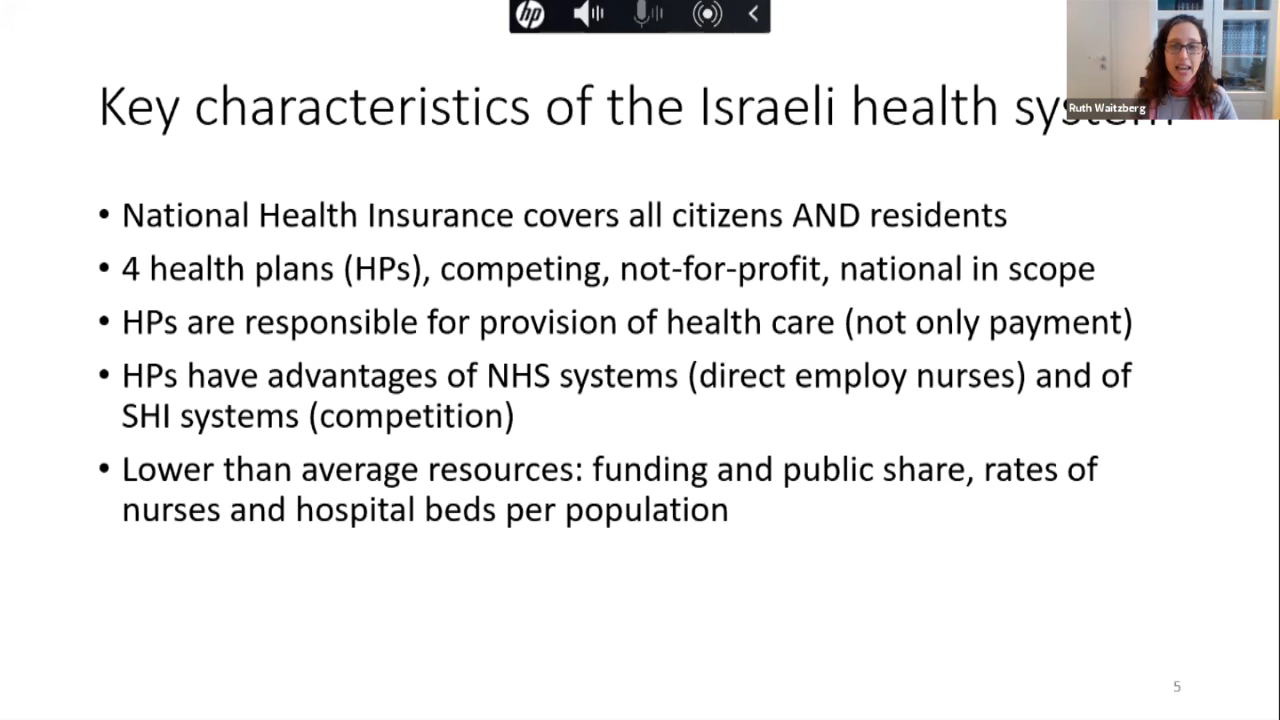 hp
Key characteristics of the Israeli health system
Ruth Waitzberg
• National Health Insurance covers all citizens AND residents
• 4 health plans (HPs), competing, not-for-profit, national in scope
• HPs are responsible for provision of health care (not only payment)
• HPs have advantages of NHS systems (direct employ nurses) and of
SHI systems (competition)
• Lower than average resources: funding and public share, rates of
nurses and hospital beds per population
5